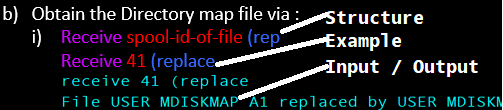 b) Obtain the Directory map file via : Structure
i) Receive spool-id-of-file (rep
Example
Receive 41 (replace
receive 41 (replace Input / Output
File USER MDISKMAP A1 replaced by USER MDISK